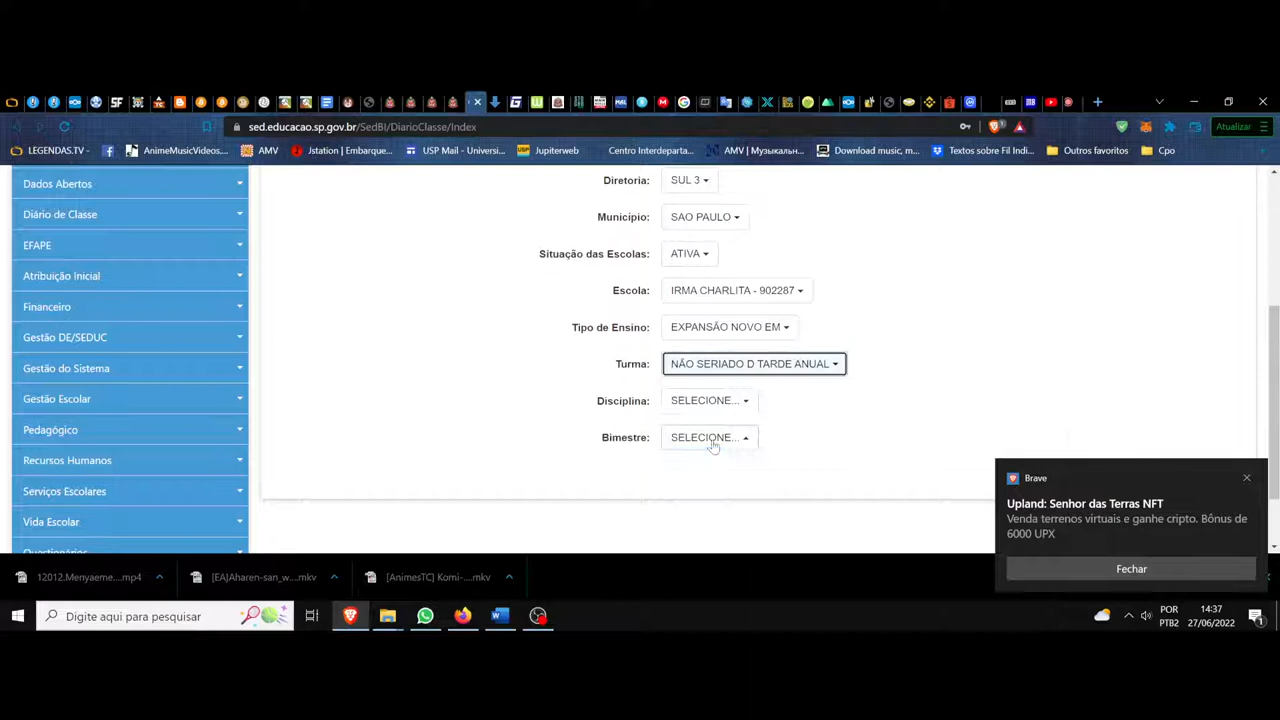 sed.educacao.sp.gov.br/SedBI/DiarioClasse/Index
Atualizar
LEGENDAS.TV -
AnimeMusicVideos...
AMV
Jstation | Embarque...
USP Mail - Universi...
Jupiterweb
Centro Interdeparta...
AMV | Музыкальн...
Download music, m...
Textos sobre Fil Indi...
Outros favoritos
Cpo
Dados Abertos
Diário de Classe
EFAPE
Atribuição Inicial
Financeiro
Gestão DE/SEDUC
Gestão do Sistema
Gestão Escolar
Pedagógico
Recursos Humanos
Serviços Escolares
Vida Escolar
Questionários
Diretoria: SUL 3
Município: SAO PAULO
Situação das Escolas: ATIVA
Escola: IRMA CHARLITA - 902287
Tipo de Ensino: EXPANSÃO NOVO EM
Turma: NÃO SERIADO D TARDE ANUAL
Disciplina: SELECIONE...
Bimestre: SELECIONE...
Brave
Upland: Senhor das Terras NFT
Venda terrenos virtuais e ganhe cripto. Bônus de
6000 UPX
Fechar
12012.Menyaeme....mp4
[EA]Aharen-san_w....mkv
[AnimesTC] Komi-....mkv
Digite aqui para pesquisar
POR
PTB2
14:37
27/06/2022